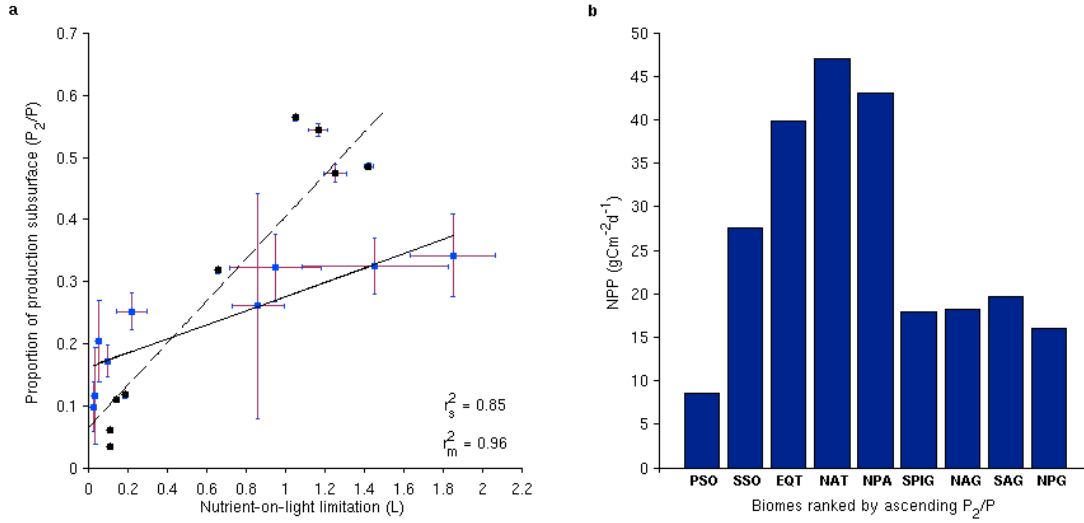 a
0.7
0.6
0.5
0.4
0.3
0.2
0.1
0
Proportion of production subsurface (P₂/P)
0 0.2 0.4 0.6 0.8 1 1.2 1.4 1.6 1.8 2 2.2
Nutrient-on-light limitation (L)
r²ₛ = 0.85
r²ₘ = 0.96
b
50
45
40
35
30
25
20
15
10
5
0
NPP (gCm⁻²d⁻¹)
PSO SSO EQT NAT NPA SPIG NAG SAG NPG
Biomes ranked by ascending P₂/P